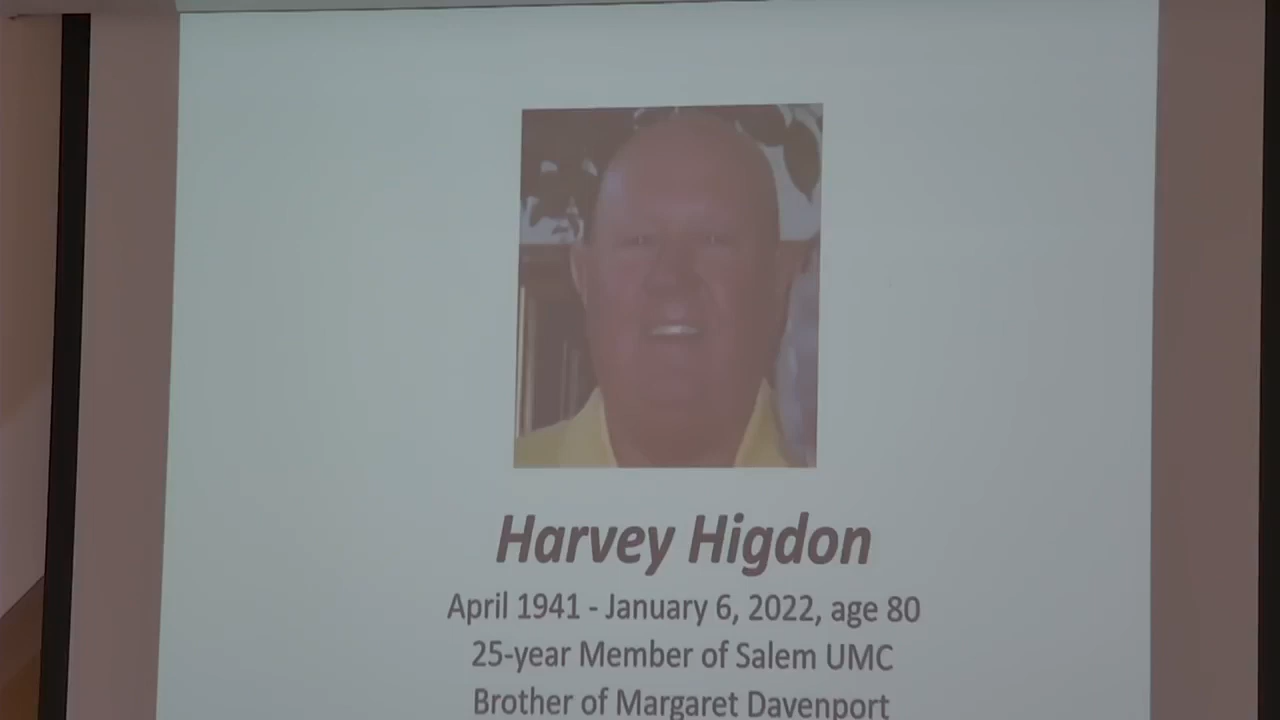 Harvey Higdon
April 1941 - January 6, 2022, age 80
25-year Member of Salem UMC
Brother of Margaret Davenport